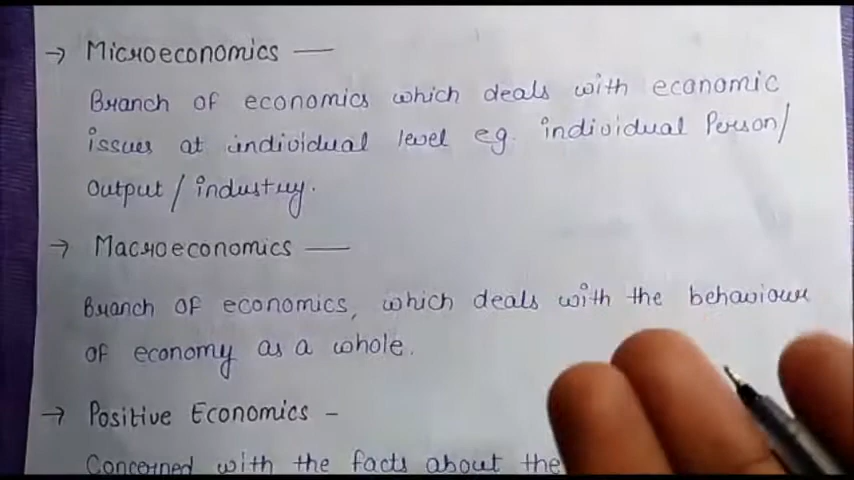 → Microeconomics —
Branch of economics which deals with economic
issues at individual level eg. individual Person/
Output / industry.
→ Macroeconomics —
Branch of economics, which deals with the behaviour
of economy as a whole.
→ Positive Economics -
Concerned with the facts about the